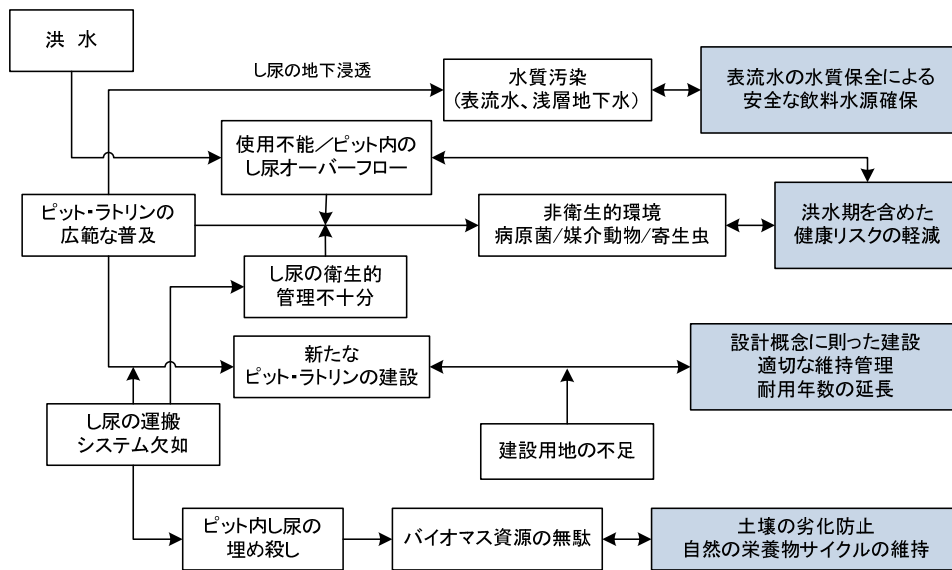 洪 水
し尿の地下浸透
水質汚染
(表流水、浅層地下水)
表流水の水質保全による
安全な飲料水源確保
使用不能／ピット内の
し尿オーバーフロー
ピット・ラトリンの
広範な普及
非衛生的環境
病原菌/媒介動物/寄生虫
洪水期を含めた
健康リスクの軽減
し尿の衛生的
管理不十分
新たな
ピット・ラトリンの建設
設計概念に則った建設
適切な維持管理
耐用年数の延長
し尿の運搬
システム欠如
建設用地の不足
ピット内し尿の
埋め殺し
バイオマス資源の無駄
土壌の劣化防止
自然の栄養物サイクルの維持